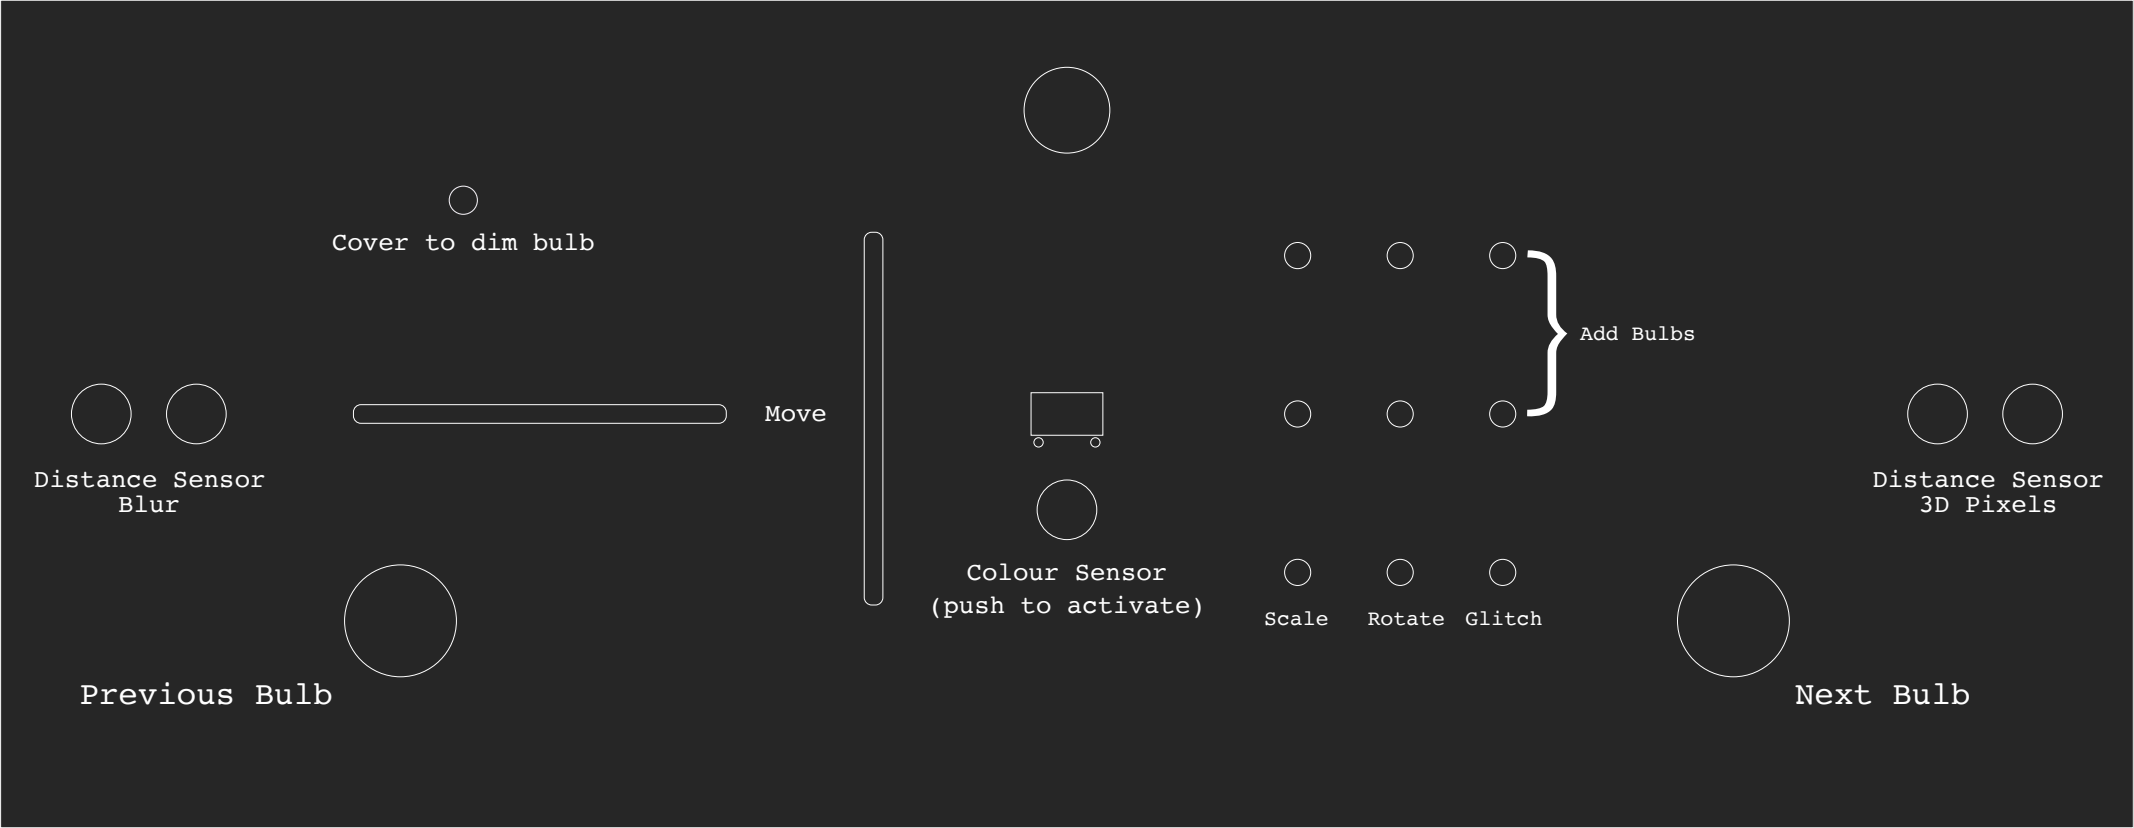 Cover to dim bulb
Add Bulbs
Move
Distance Sensor
Blur
Distance Sensor
3D Pixels
Colour Sensor
(push to activate)
Scale
Rotate
Glitch
Previous Bulb
Next Bulb